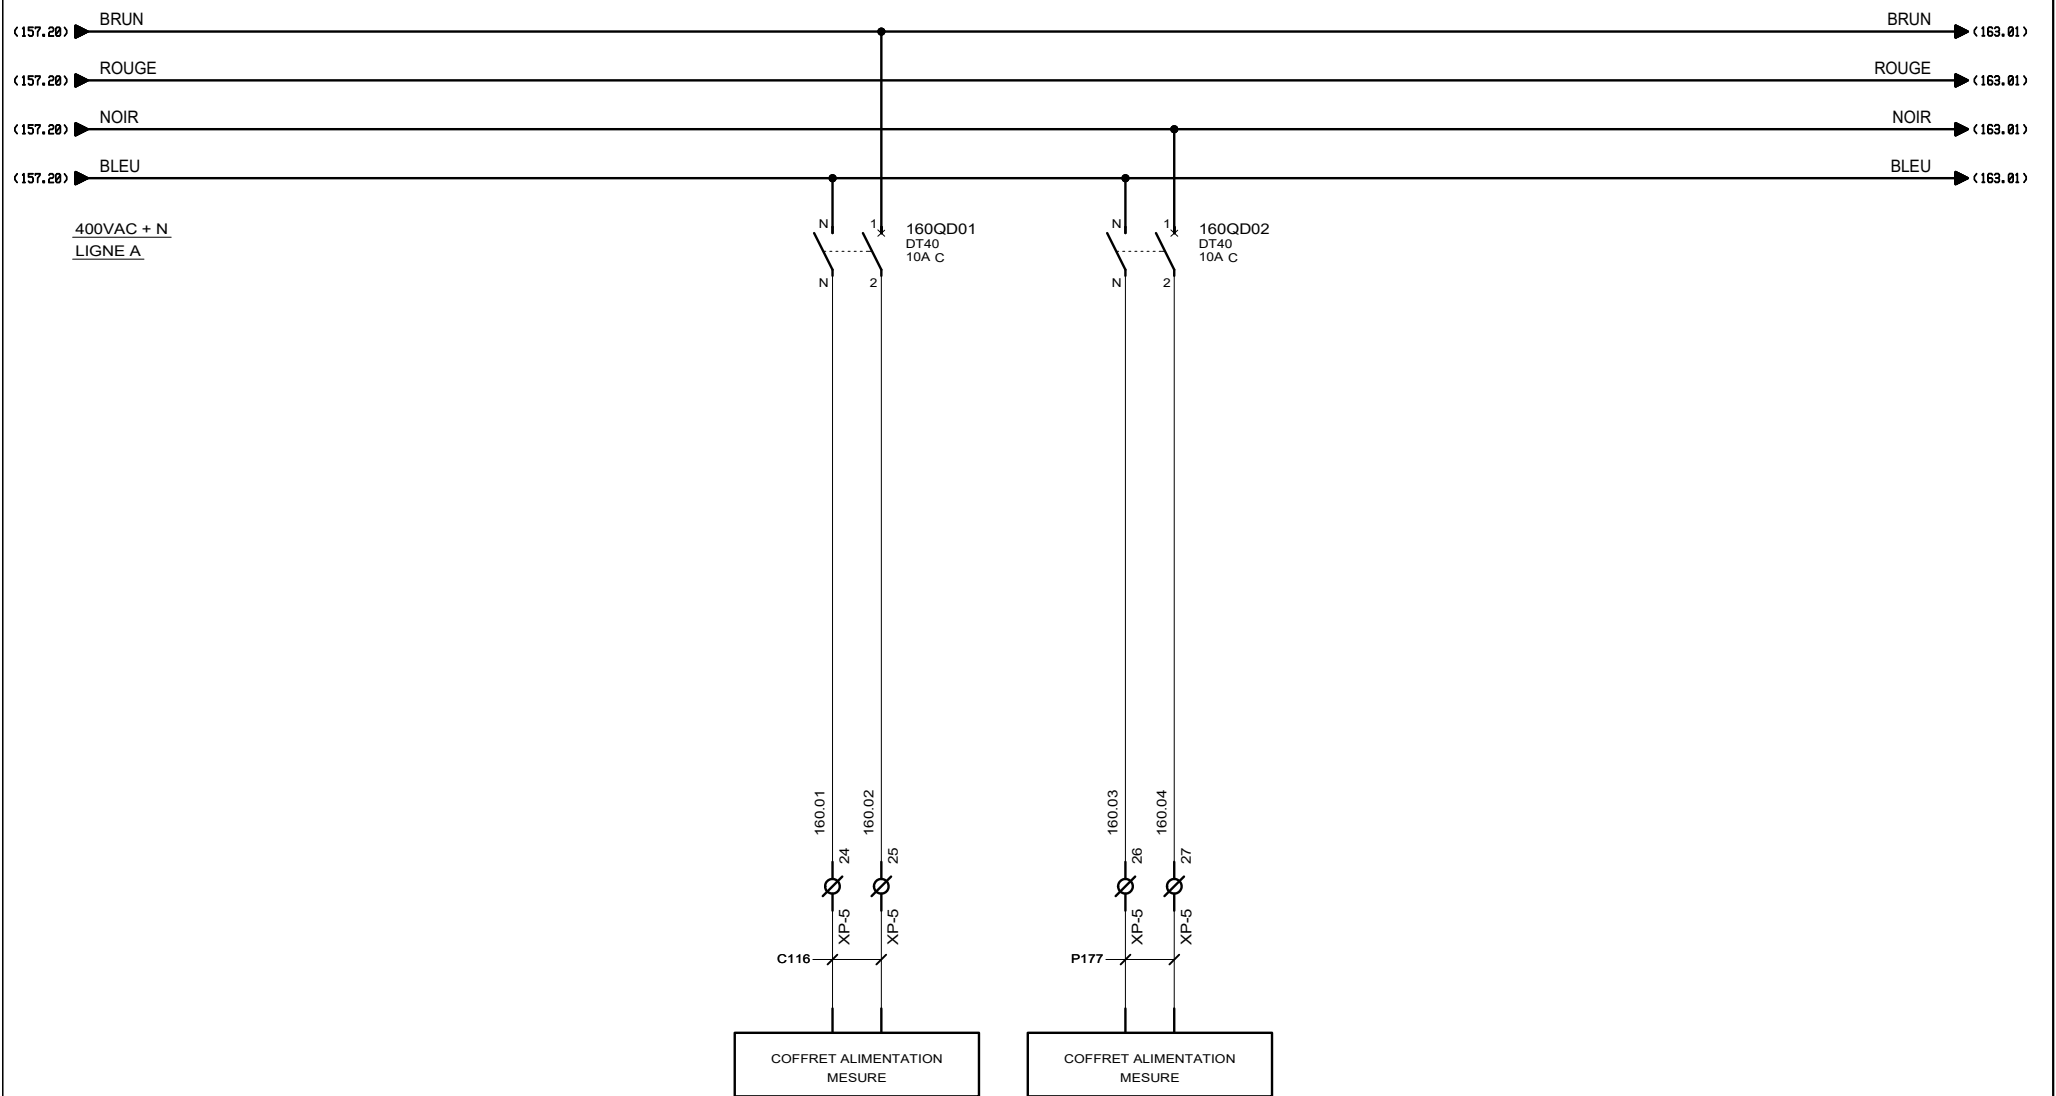 BRUN BRUN
(157.20) (163.01)
ROUGE ROUGE
(157.20) (163.01)
NOIR NOIR
(157.20) (163.01)
BLEU BLEU
(157.20) (163.01)
400VAC + N
LIGNE A
N 1 160QD01
DT40
10A C
N 2
N 1 160QD02
DT40
10A C
N 2
160.01 160.02 160.03 160.04
24 25 26 27
XP-5 XP-5 XP-5 XP-5
C116 P177
COFFRET ALIMENTATION
MESURE
COFFRET ALIMENTATION
MESURE